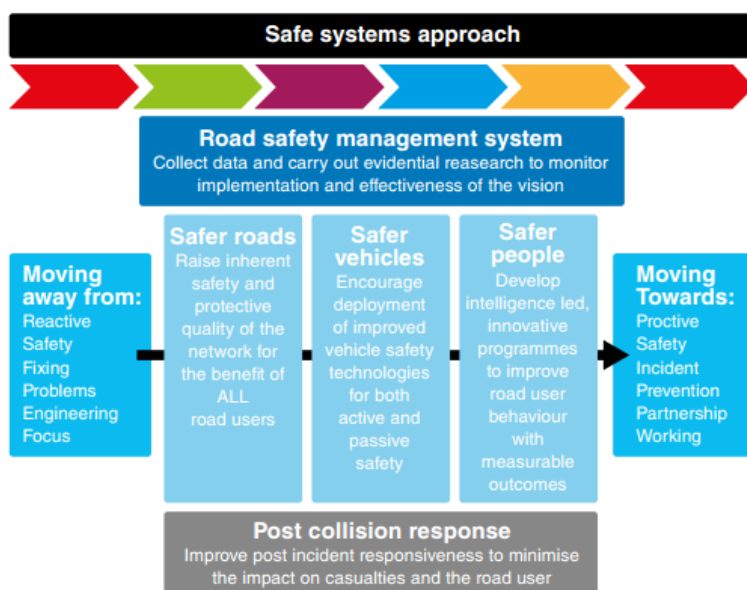 Safe systems approach
Road safety management system
Collect data and carry out evidential reasearch to monitor
implementation and effectiveness of the vision
Moving
away from:
Reactive
Safety
Fixing
Problems
Engineering
Focus
Safer roads
Raise inherent
safety and
protective
quality of the
network for
the benefit of
ALL
road users
Safer
vehicles
Encourage
deployment
of improved
vehicle safety
technologies
for both
active and
passive
safety
Safer
people
Develop
intelligence led,
innovative
programmes
to improve
road user
behaviour
with
measurable
outcomes
Moving
Towards:
Proctive
Safety
Incident
Prevention
Partnership
Working
Post collision response
Improve post incident responsiveness to minimise
the impact on casualties and the road user